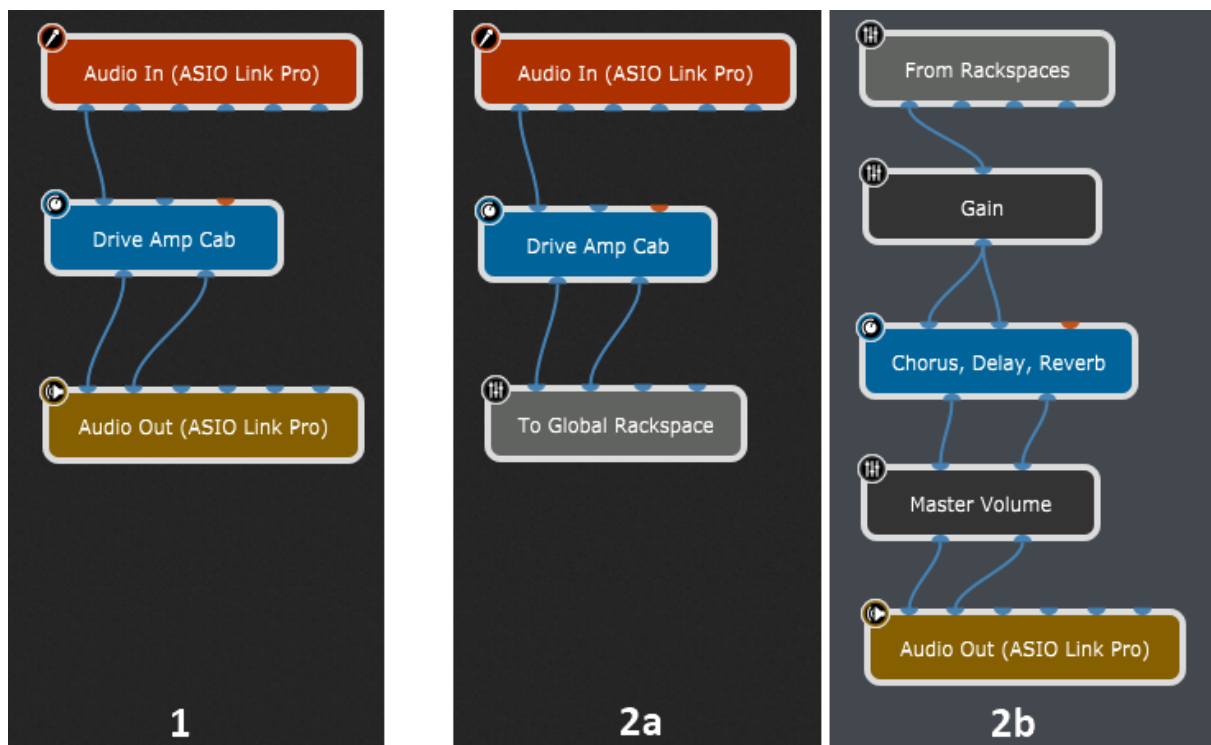 Audio In (ASIO Link Pro)
Drive Amp Cab
Audio Out (ASIO Link Pro)
1
Audio In (ASIO Link Pro)
Drive Amp Cab
To Global Rackspace
2a
From Rackspaces
Gain
Chorus, Delay, Reverb
Master Volume
Audio Out (ASIO Link Pro)
2b